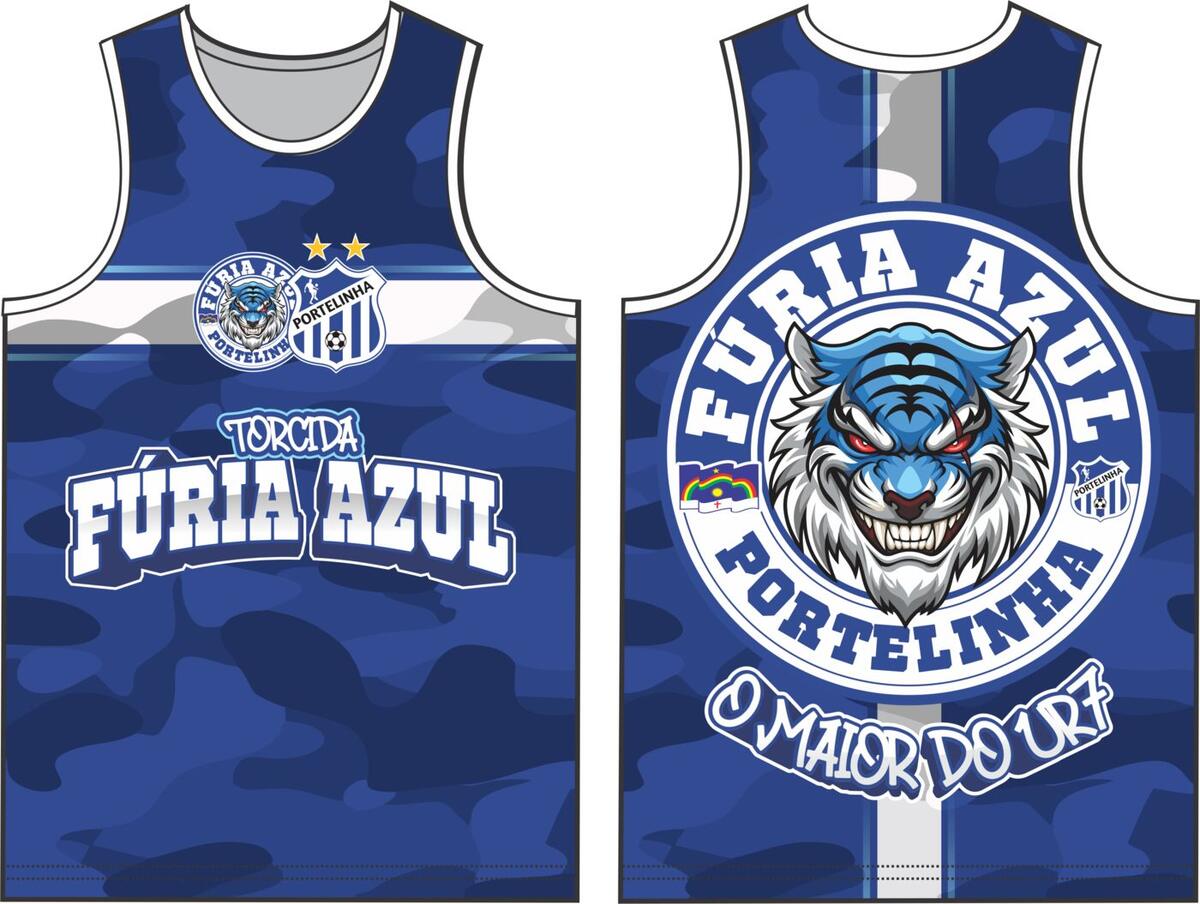 FÚRIA AZUL
PORTELINHA
PORTELINHA
TORCIDA
FÚRIA AZUL
FÚRIA AZUL
PORTELINHA
PORTELINHA
O MAIOR DO UR7